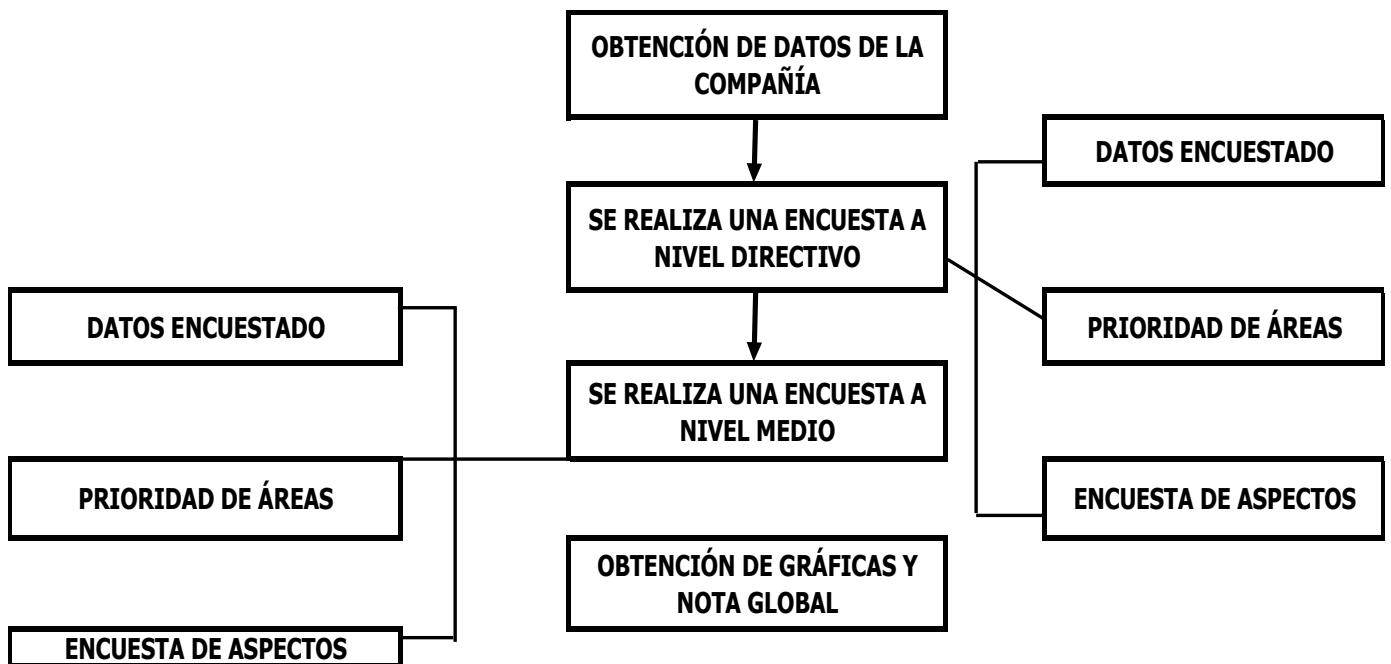 OBTENCIÓN DE DATOS DE LA
COMPAÑÍA
DATOS ENCUESTADO
SE REALIZA UNA ENCUESTA A
NIVEL DIRECTIVO
DATOS ENCUESTADO
PRIORIDAD DE ÁREAS
SE REALIZA UNA ENCUESTA A
NIVEL MEDIO
PRIORIDAD DE ÁREAS
ENCUESTA DE ASPECTOS
OBTENCIÓN DE GRÁFICAS Y
NOTA GLOBAL
ENCUESTA DE ASPECTOS